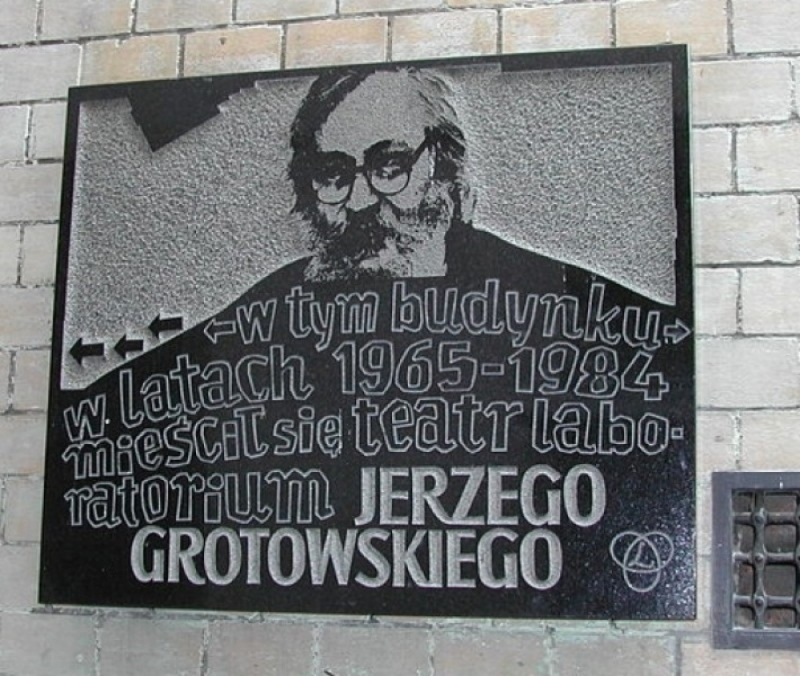 w tym budynku
w latach 1965-1984
mieścił się teatr labo-
ratorium JERZEGO
GROTOWSKIEGO
L